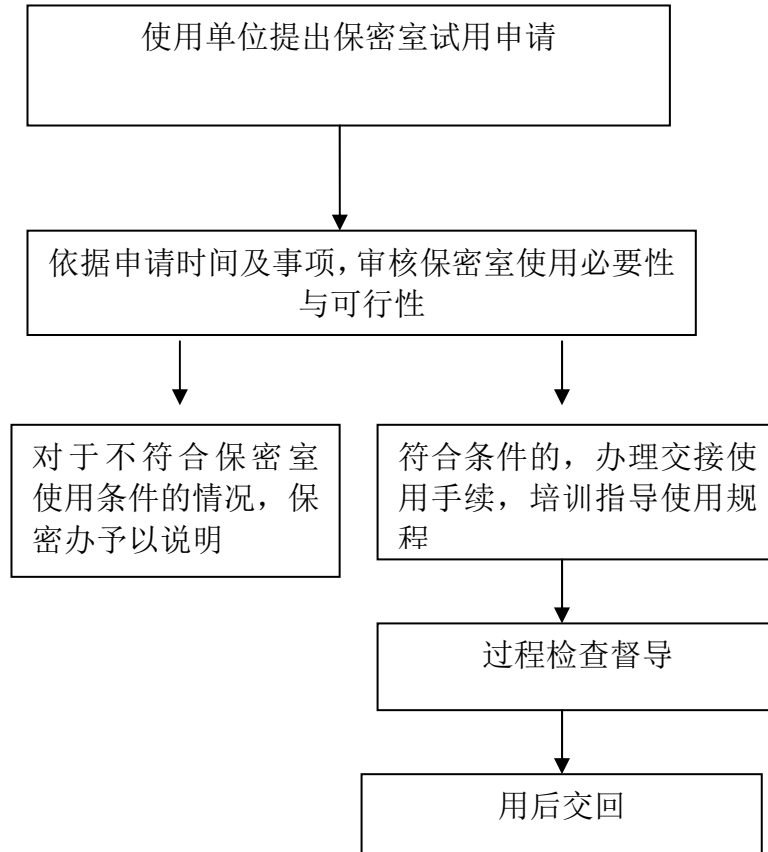 使用单位提出保密室试用申请
依据申请时间及事项，审核保密室使用必要性
与可行性
对于不符合保密室
使用条件的情况，保
密办予以说明
符合条件的，办理交接使
用手续，培训指导使用规
程
过程检查督导
用后交回